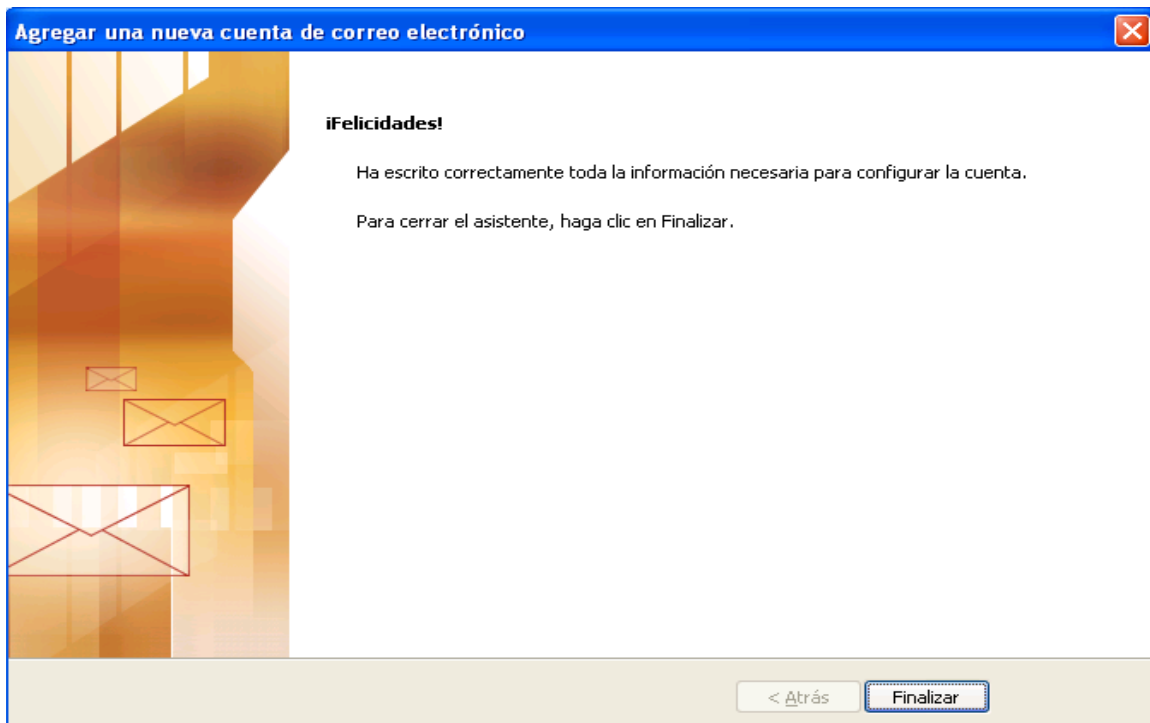 Agregar una nueva cuenta de correo electrónico
¡Felicidades!
Ha escrito correctamente toda la información necesaria para configurar la cuenta.
Para cerrar el asistente, haga clic en Finalizar.
< Atrás
Finalizar